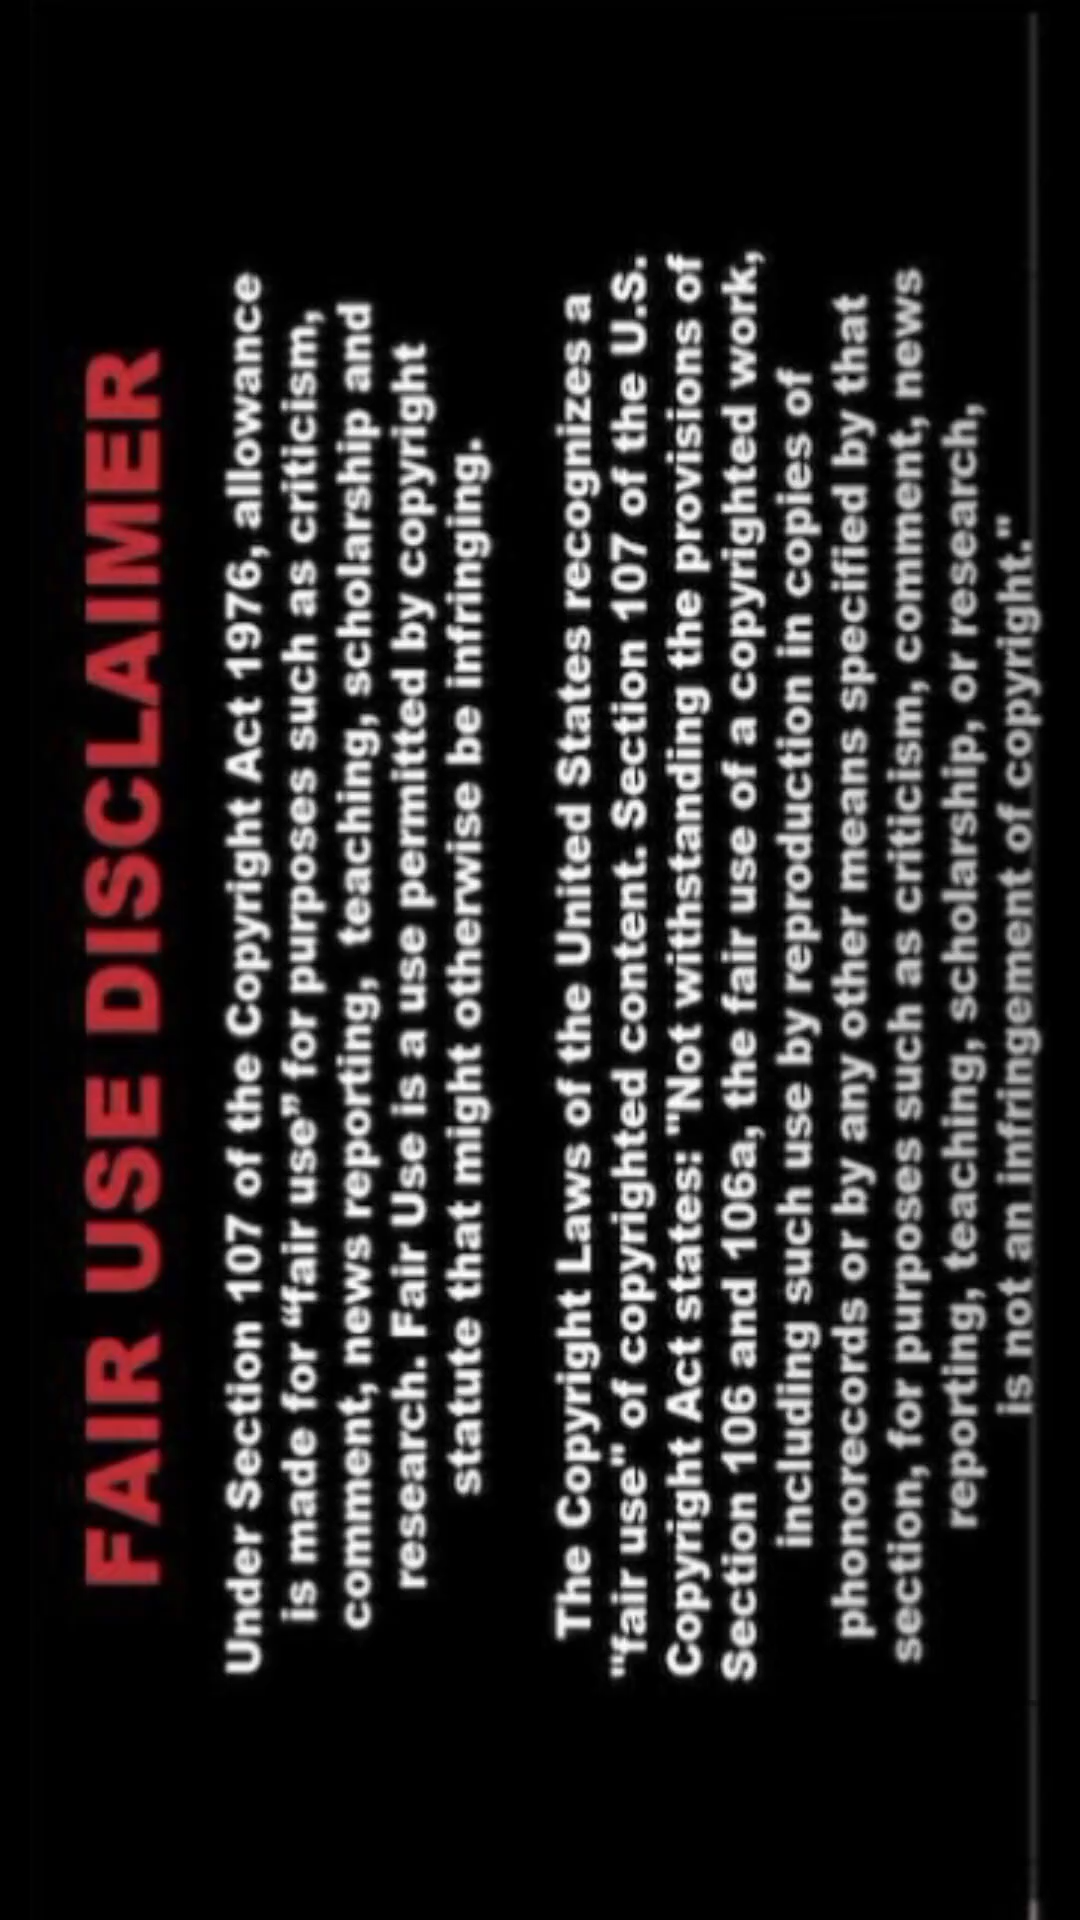 FAIR USE DISCLAIMER
Under Section 107 of the Copyright Act 1976, allowance
is made for “fair use” for purposes such as criticism,
comment, news reporting, teaching, scholarship and
research. Fair Use is a use permitted by copyright
statute that might otherwise be infringing.
The Copyright Laws of the United States recognizes a
"fair use" of copyrighted content. Section 107 of the U.S.
Copyright Act states: "Not withstanding the provisions of
Section 106 and 106a, the fair use of a copyrighted work,
including such use by reproduction in copies of
phonorecords or by any other means specified by that
section, for purposes such as criticism, comment, news
reporting, teaching, scholarship, or research,
is not an infringement of copyright."